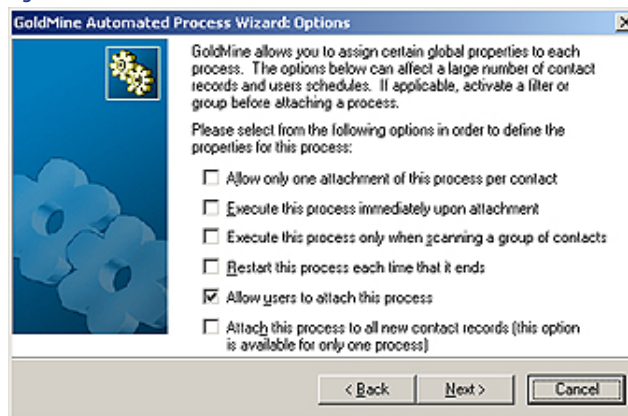 GoldMine Automated Process Wizard: Options
GoldMine allows you to assign certain global properties to each
process. The options below can affect a large number of contact
records and users schedules. If applicable, activate a filter or
group before attaching a process.
Please select from the following options in order to define the
properties for this process:
Allow only one attachment of this process per contact
Execute this process immediately upon attachment
Execute this process only when scanning a group of contacts
Restart this process each time that it ends
Allow users to attach this process
Attach this process to all new contact records (this option
is available for only one process)
< Back Next > Cancel